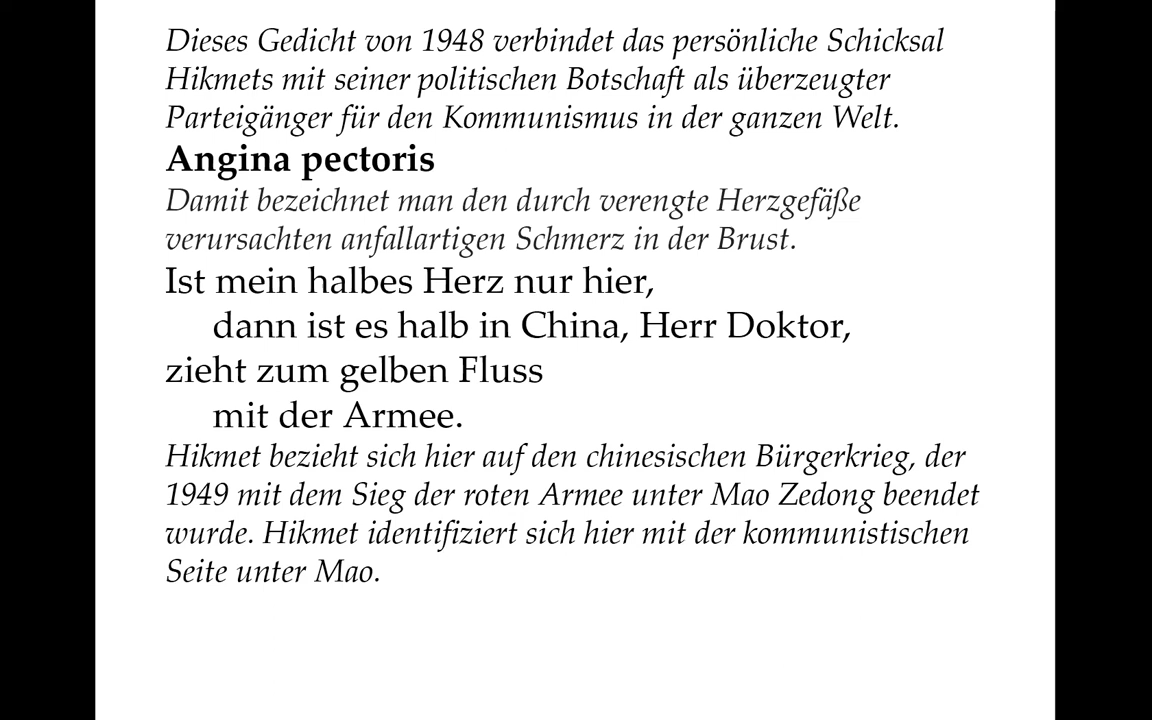 Dieses Gedicht von 1948 verbindet das persönliche Schicksal
Hikmets mit seiner politischen Botschaft als überzeugter
Parteigänger für den Kommunismus in der ganzen Welt.
Angina pectoris
Damit bezeichnet man den durch verengte Herzgefäße
verursachten anfallartigen Schmerz in der Brust.
Ist mein halbes Herz nur hier,
dann ist es halb in China, Herr Doktor,
zieht zum gelben Fluss
mit der Armee.
Hikmet bezieht sich hier auf den chinesischen Bürgerkrieg, der
1949 mit dem Sieg der roten Armee unter Mao Zedong beendet
wurde. Hikmet identifiziert sich hier mit der kommunistischen
Seite unter Mao.